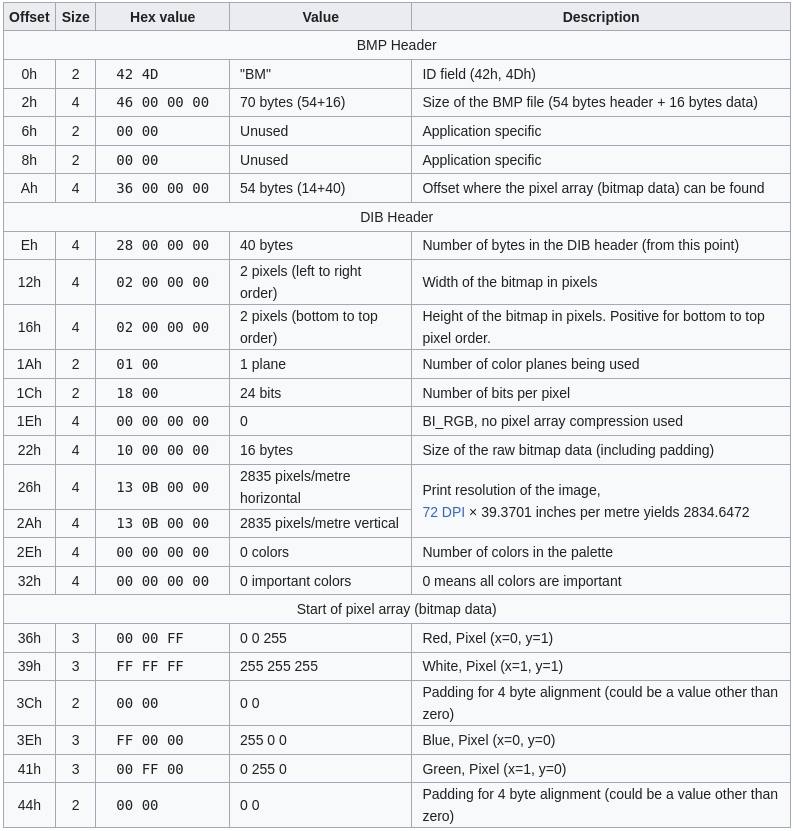 Offset Size Hex value Value Description
BMP Header
0h 2 42 4D "BM" ID field (42h, 4Dh)
2h 4 46 00 00 00 70 bytes (54+16) Size of the BMP file (54 bytes header + 16 bytes data)
6h 2 00 00 Unused Application specific
8h 2 00 00 Unused Application specific
Ah 4 36 00 00 00 54 bytes (14+40) Offset where the pixel array (bitmap data) can be found
DIB Header
Eh 4 28 00 00 00 40 bytes Number of bytes in the DIB header (from this point)
12h 4 02 00 00 00 2 pixels (left to right
order) Width of the bitmap in pixels
16h 4 02 00 00 00 2 pixels (bottom to top
order) Height of the bitmap in pixels. Positive for bottom to top
pixel order.
1Ah 2 01 00 1 plane Number of color planes being used
1Ch 2 18 00 24 bits Number of bits per pixel
1Eh 4 00 00 00 00 0 BI_RGB, no pixel array compression used
22h 4 10 00 00 00 16 bytes Size of the raw bitmap data (including padding)
26h 4 13 0B 00 00 2835 pixels/metre
horizontal Print resolution of the image,
72 DPI × 39.3701 inches per metre yields 2834.6472
2Ah 4 13 0B 00 00 2835 pixels/metre vertical
2Eh 4 00 00 00 00 0 colors Number of colors in the palette
32h 4 00 00 00 00 0 important colors 0 means all colors are important
Start of pixel array (bitmap data)
36h 3 00 00 FF 0 0 255 Red, Pixel (x=0, y=1)
39h 3 FF FF FF 255 255 255 White, Pixel (x=1, y=1)
3Ch 2 00 00 0 0 Padding for 4 byte alignment (could be a value other than
zero)
3Eh 3 FF 00 00 255 0 0 Blue, Pixel (x=0, y=0)
41h 3 00 FF 00 0 255 0 Green, Pixel (x=1, y=0)
44h 2 00 00 0 0 Padding for 4 byte alignment (could be a value other than
zero)